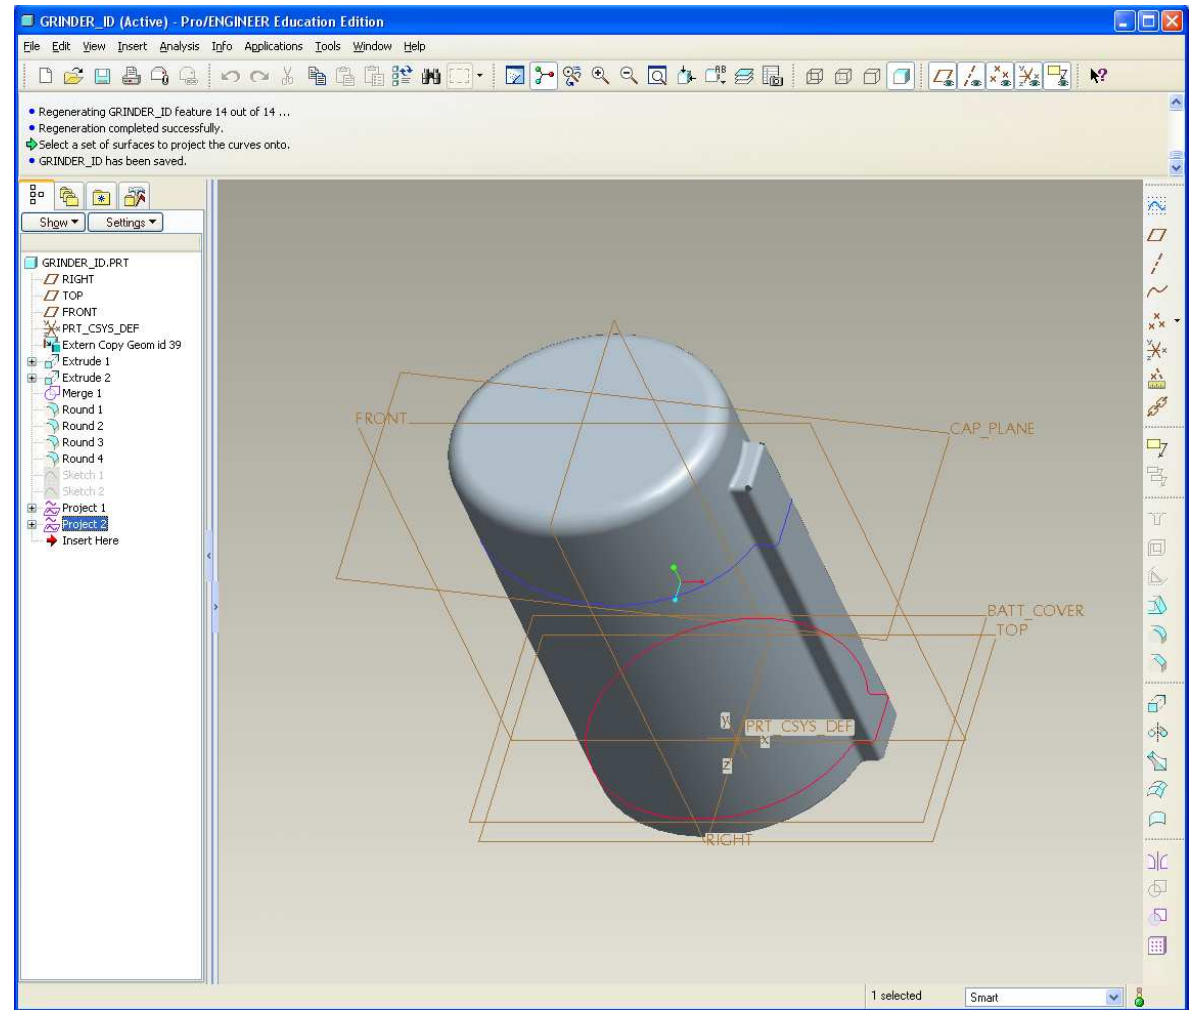 GRINDER_ID (Active) - Pro/ENGINEER Education Edition
File Edit View Insert Analysis Info Applications Tools Window Help
Regenerating GRINDER_ID feature 14 out of 14 ...
Regeneration completed successfully.
Select a set of surfaces to project the curves onto.
GRINDER_ID has been saved.
Show Settings
GRINDER_ID.PRT
RIGHT
TOP
FRONT
PRT_CSYS_DEF
Extern Copy Geom id 39
Extrude 1
Extrude 2
Merge 1
Round 1
Round 2
Round 3
Round 4
Sketch 1
Sketch 2
Project 1
Project 2
Insert Here
FRONT
CAP_PLANE
BATT_COVER
TOP
Y
PRT_CSYS_DEF
X
Z
RIGHT
1 selected
Smart